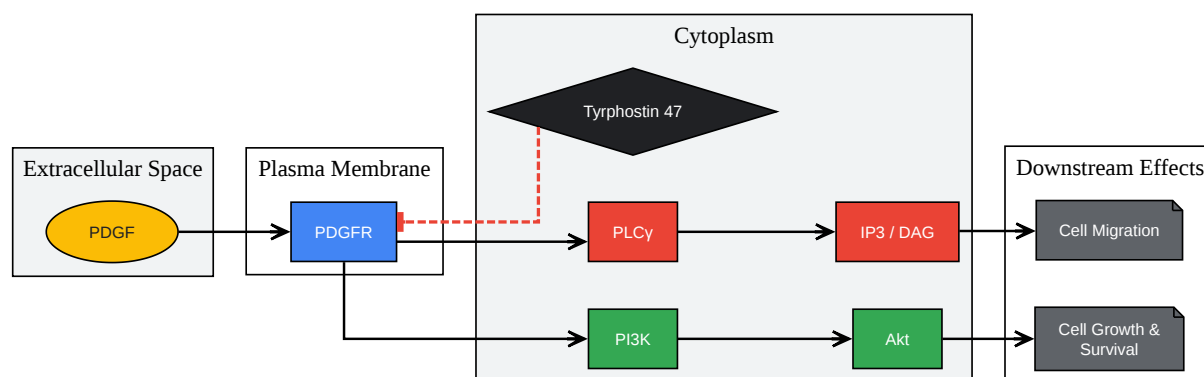 Cytoplasm
Tyrphostin 47
Extracellular Space
Plasma Membrane
Downstream Effects
PDGF
PDGFR
PLCγ
IP3 / DAG
Cell Migration
PI3K
Akt
Cell Growth &
Survival